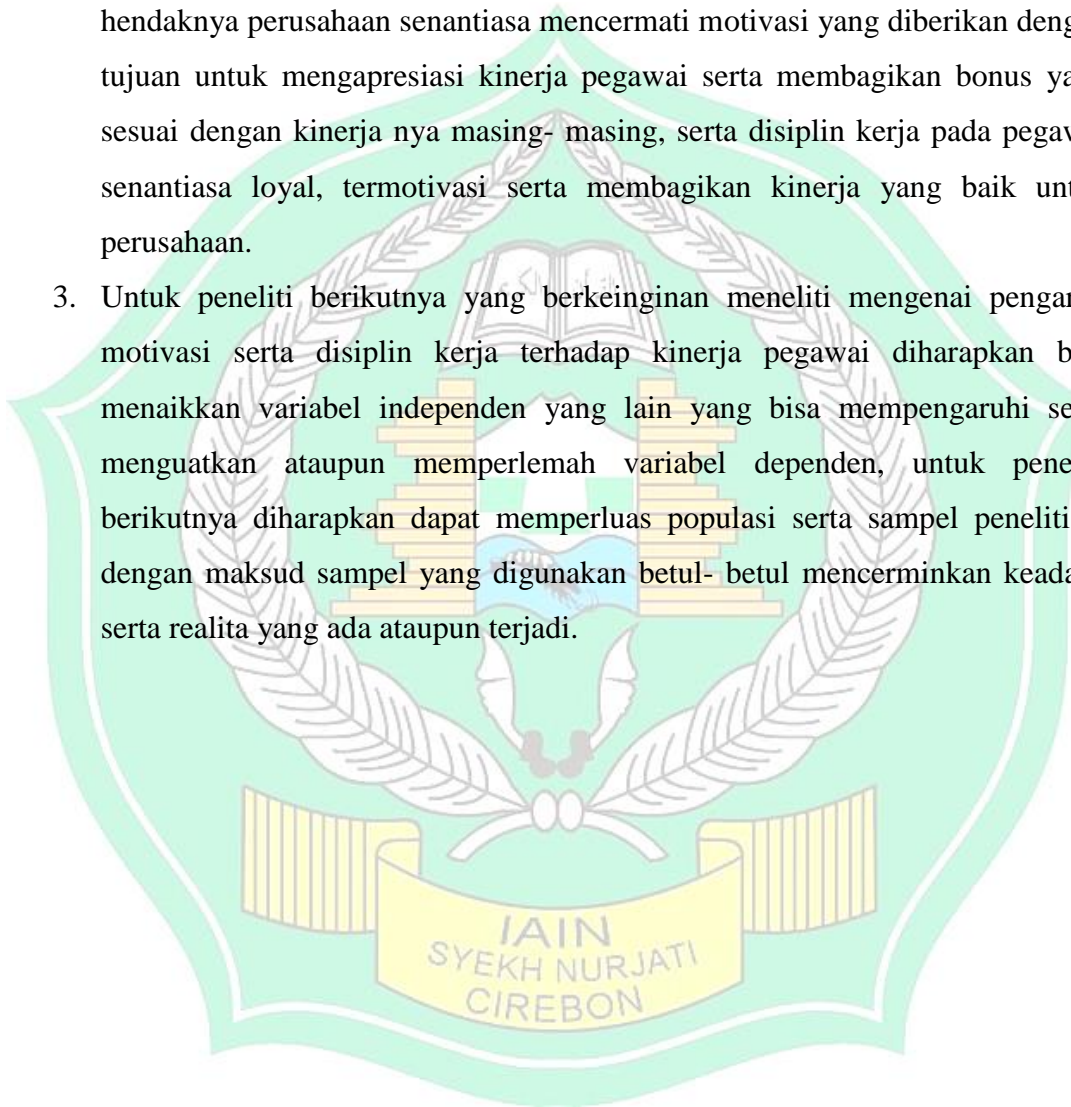 hendaknya perusahaan senantiasa mencermati motivasi yang diberikan deng
tujuan untuk mengapresiasi kinerja pegawai serta membagikan bonus ya
sesuai dengan kinerja nya masing- masing, serta disiplin kerja pada pegaw
senantiasa loyal, termotivasi serta membagikan kinerja yang baik unt
perusahaan.
3. Untuk peneliti berikutnya yang berkeinginan meneliti mengenai pengar
motivasi serta disiplin kerja terhadap kinerja pegawai diharapkan b
menaikkan variabel independen yang lain yang bisa mempengaruhi se
menguatkan ataupun memperlemah variabel dependen, untuk pene
berikutnya diharapkan dapat memperluas populasi serta sampel peneliti
dengan maksud sampel yang digunakan betul- betul mencerminkan keada
serta realita yang ada ataupun terjadi.
IAIN
SYEKH NURJATI
CIREBON